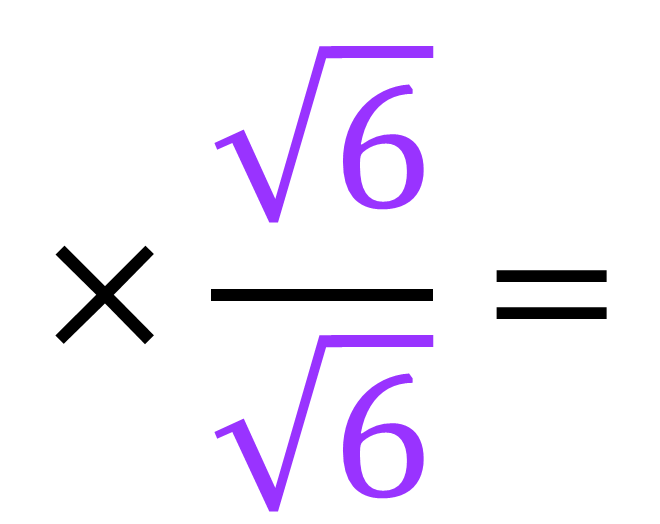 × √6/√6 =